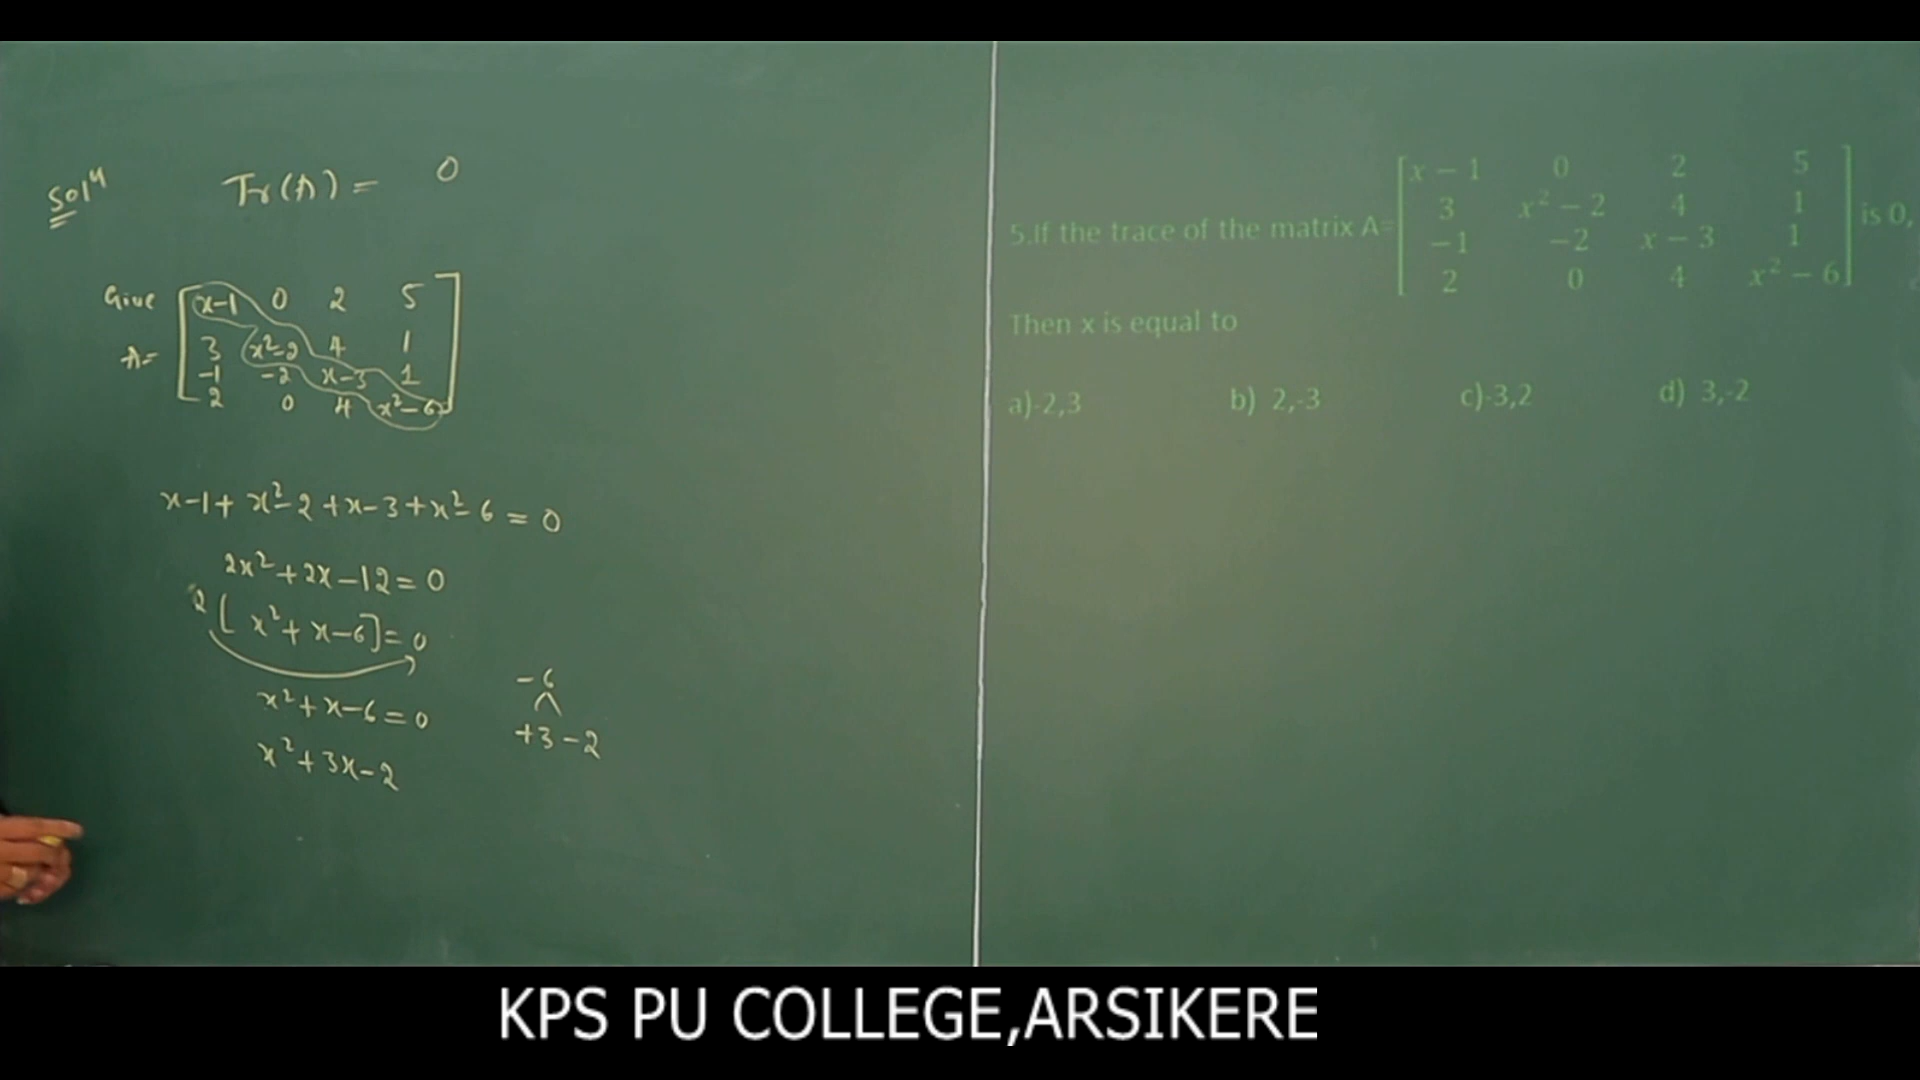 Solⁿ Tr(A) = 0
Give
A= [x-1 0 2 5
3 x²-2 4 1
-1 -2 x-3 1
2 0 4 x²-6]
x-1+x²-2+x-3+x²-6=0
2x²+2x-12=0
2[x²+x-6]=0
x²+x-6=0
-6
+3-2
x²+3x-2
5.If the trace of the matrix A= [x − 1 0 2 5
3 x² − 2 4 1
−1 −2 x − 3 1
2 0 4 x² − 6] is 0,
Then x is equal to
a)-2,3 b) 2,-3 c)-3,2 d) 3,-2
KPS PU COLLEGE,ARSIKERE